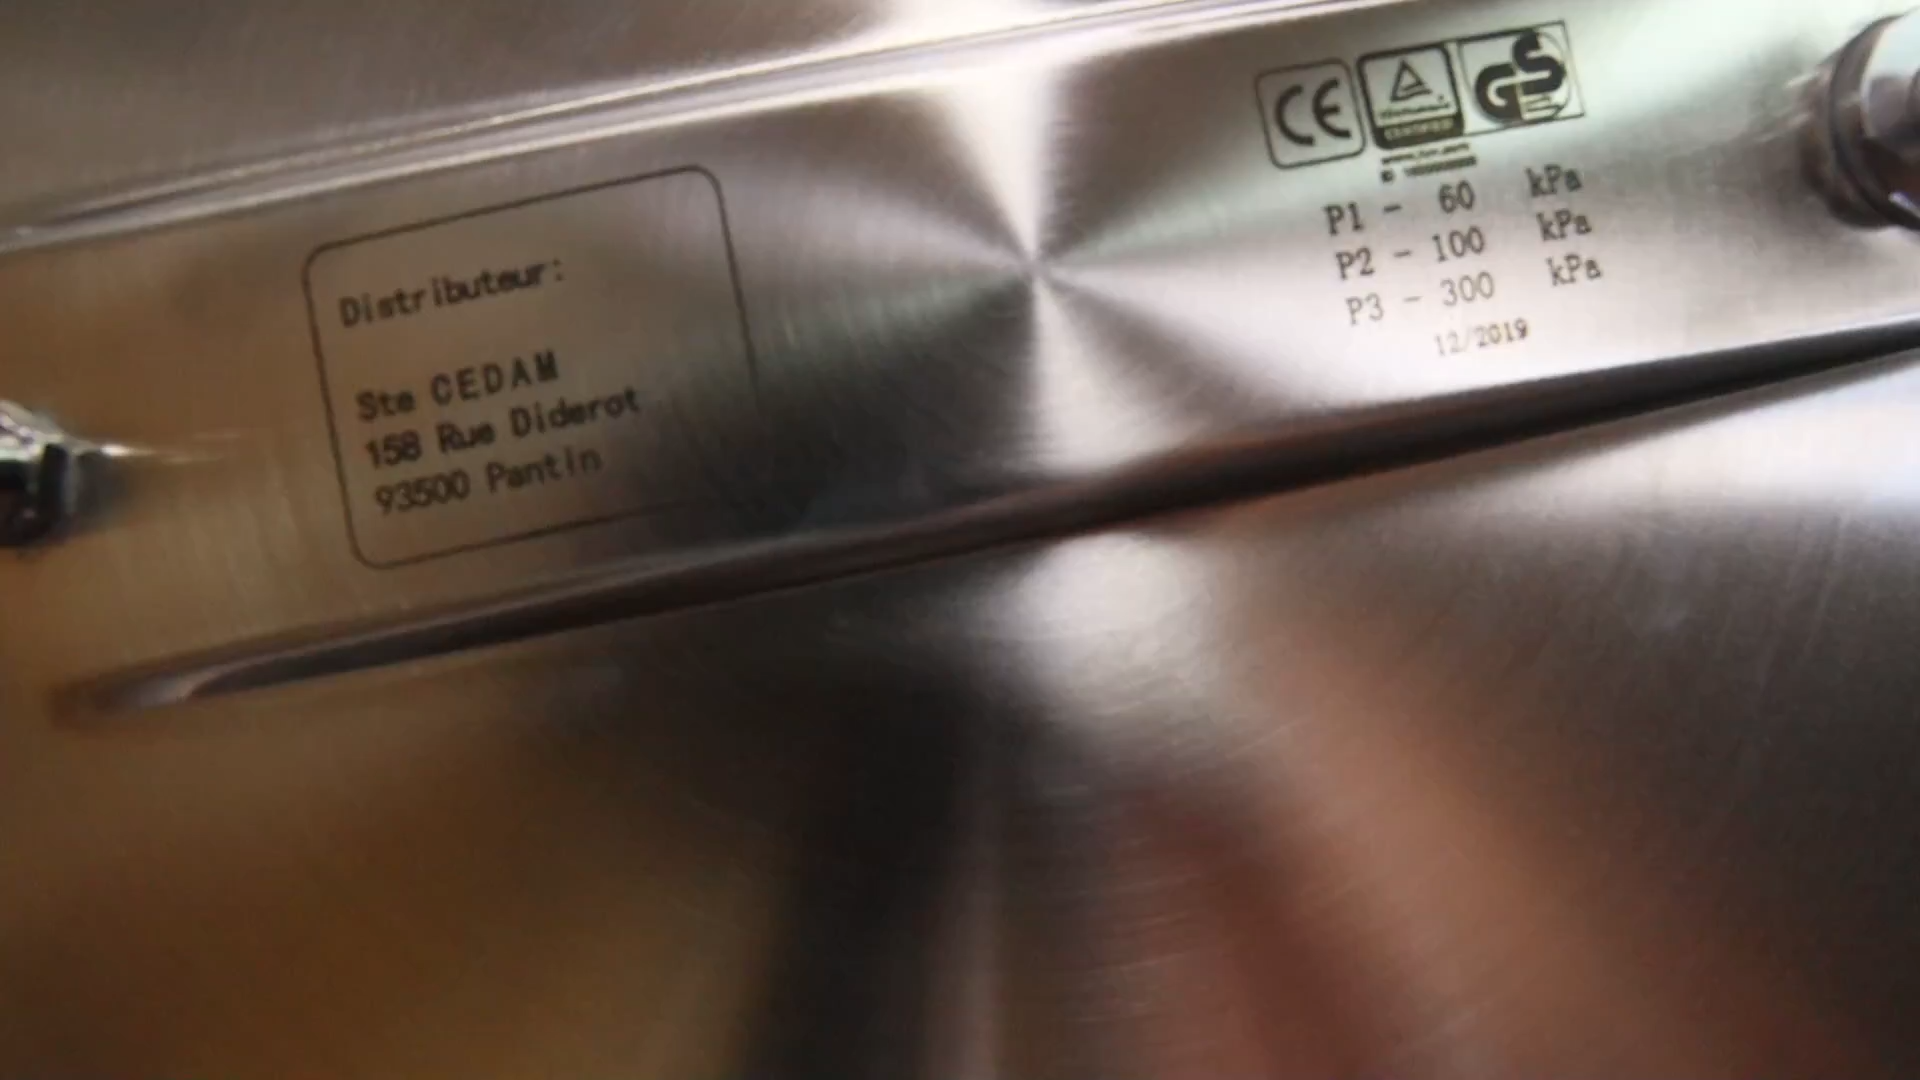 Distributeur:
Ste CEDAM
158 Rue Diderot
93500 Pantin
CE
GS
P1 - 60 kPa
P2 - 100 kPa
P3 - 300 kPa
12/2019